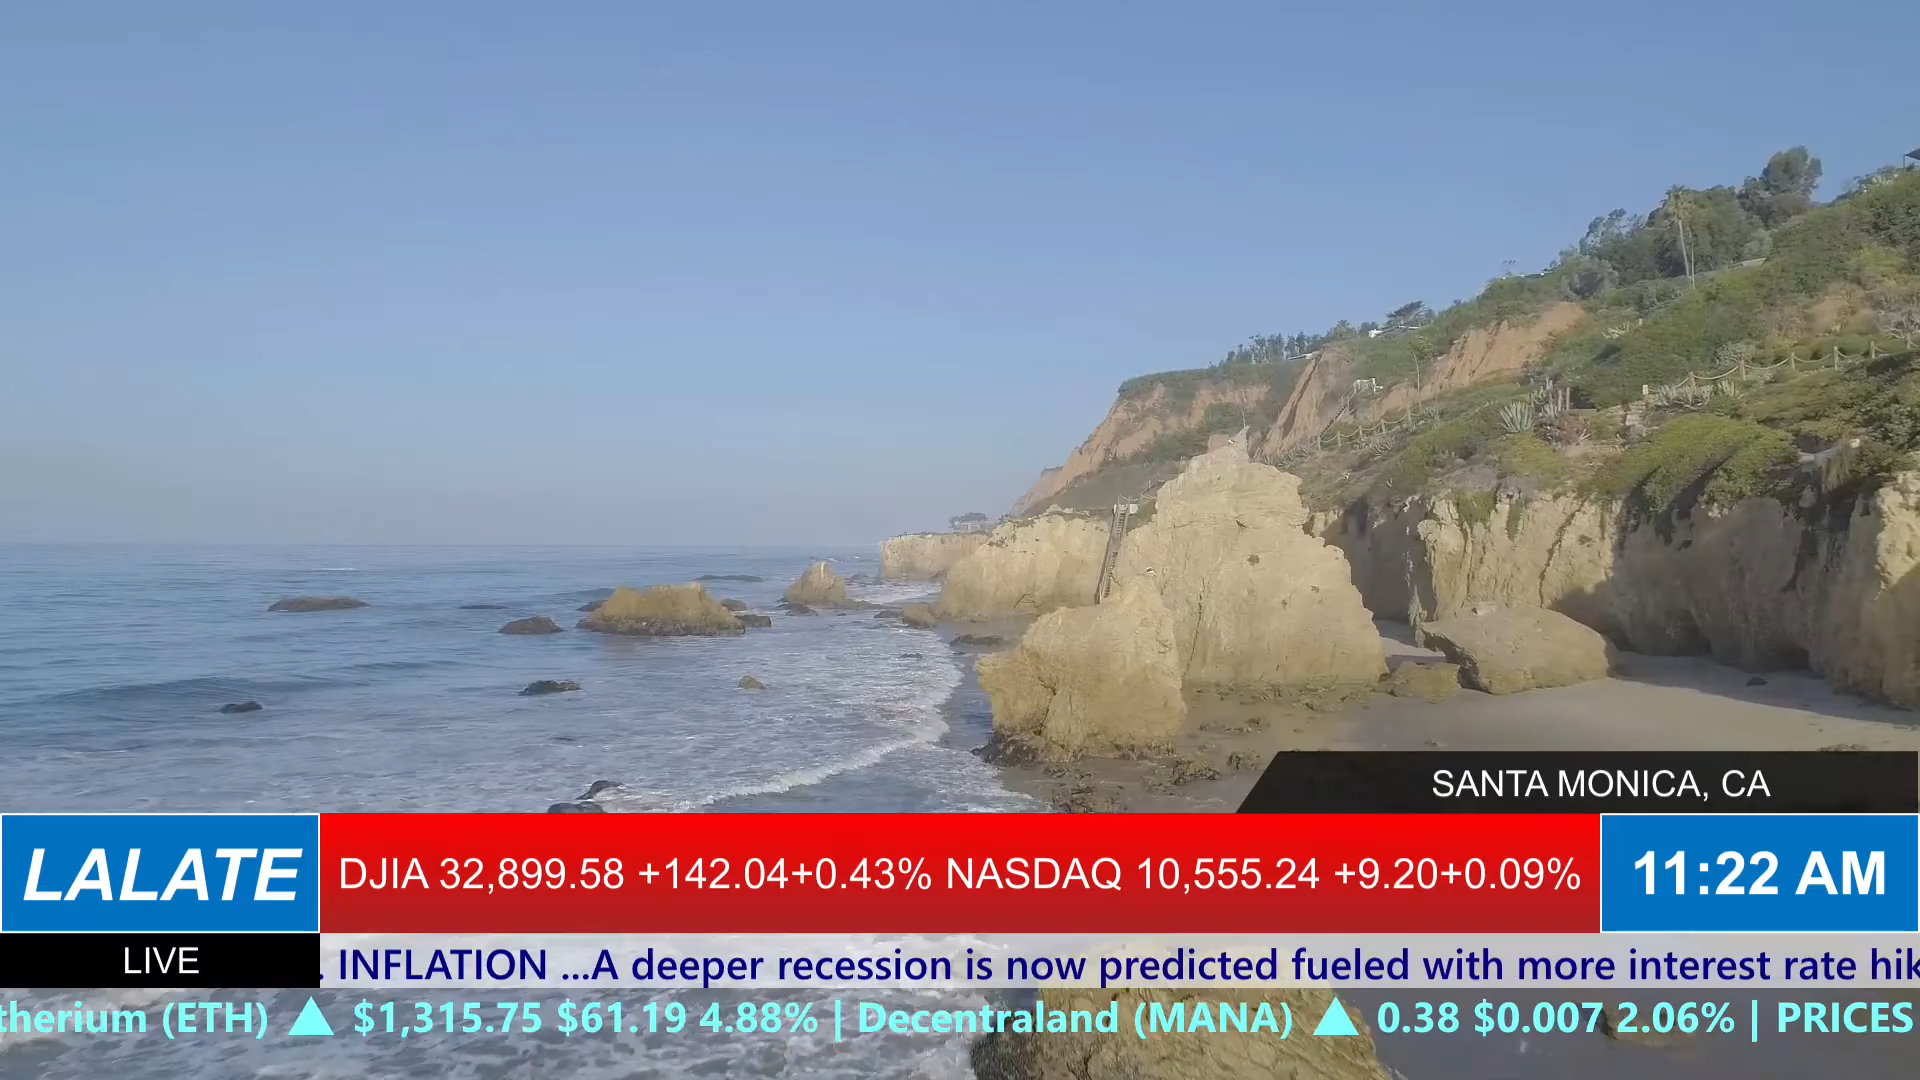 SANTA MONICA, CA
LALATE
DJIA 32,899.58 +142.04+0.43% NASDAQ 10,555.24 +9.20+0.09%
11:22 AM
LIVE
. INFLATION ...A deeper recession is now predicted fueled with more interest rate hik
therium (ETH) ▲ $1,315.75 $61.19 4.88% | Decentraland (MANA) ▲ 0.38 $0.007 2.06% | PRICES